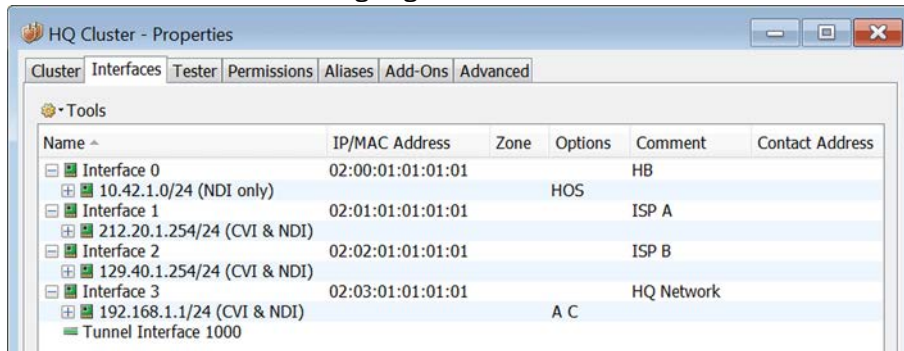 HQ Cluster - Properties
Cluster Interfaces Tester Permissions Aliases Add-Ons Advanced
Tools
Name IP/MAC Address Zone Options Comment Contact Address
Interface 0 02:00:01:01:01:01 HB
10.42.1.0/24 (NDI only) HOS
Interface 1 02:01:01:01:01:01 ISP A
212.20.1.254/24 (CVI & NDI)
Interface 2 02:02:01:01:01:01 ISP B
129.40.1.254/24 (CVI & NDI)
Interface 3 02:03:01:01:01:01 HQ Network
192.168.1.1/24 (CVI & NDI) A C
Tunnel Interface 1000